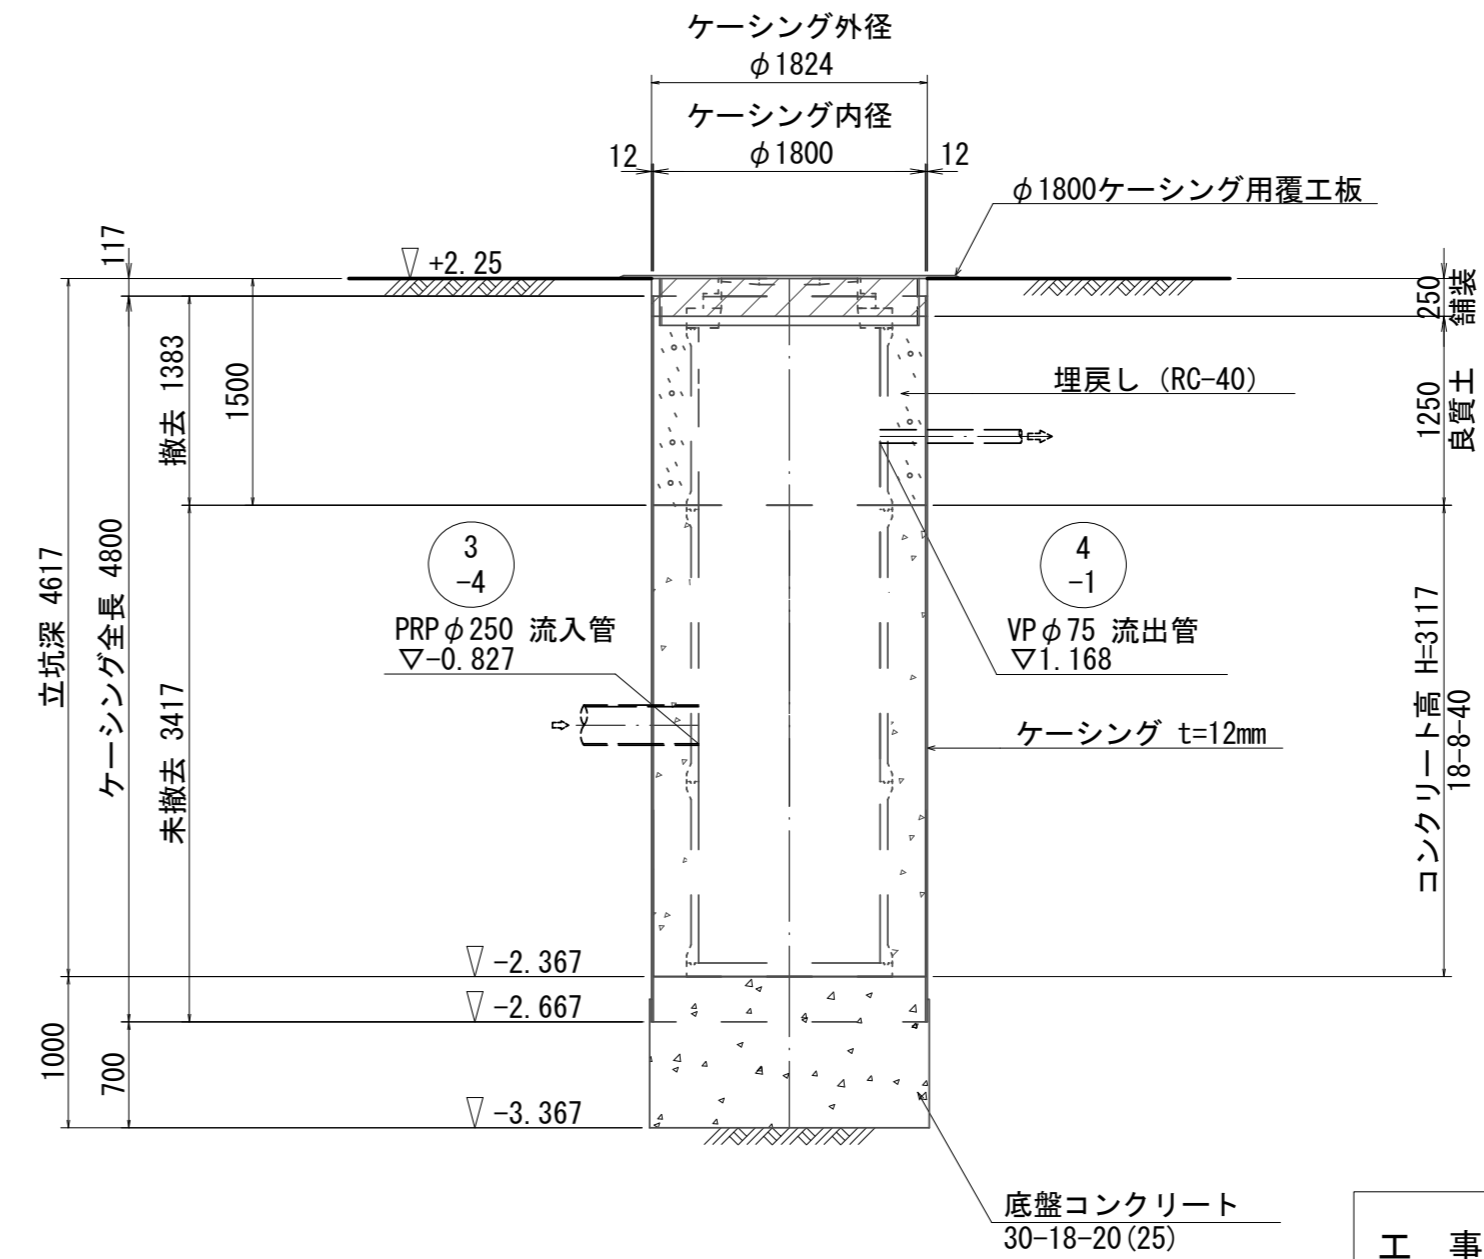 ケーシング外径
φ1824
ケーシング内径
12 φ1800 12
φ1800ケーシング用覆工板
117
+2.25
250
舗装
撤去 1383
1500
埋戻し (RC-40)
1250
良質土
立坑深 4617
ケーシング全長 4800
未撤去 3417
3
-4
PRPφ250 流入管
▽-0.827
4
-1
VPφ75 流出管
▽1.168
ケーシング t=12mm
コンクリート高 H=3117
18-8-40
-2.367
-2.667
1000
700
-3.367
底盤コンクリート
30-18-20(25)
工 事